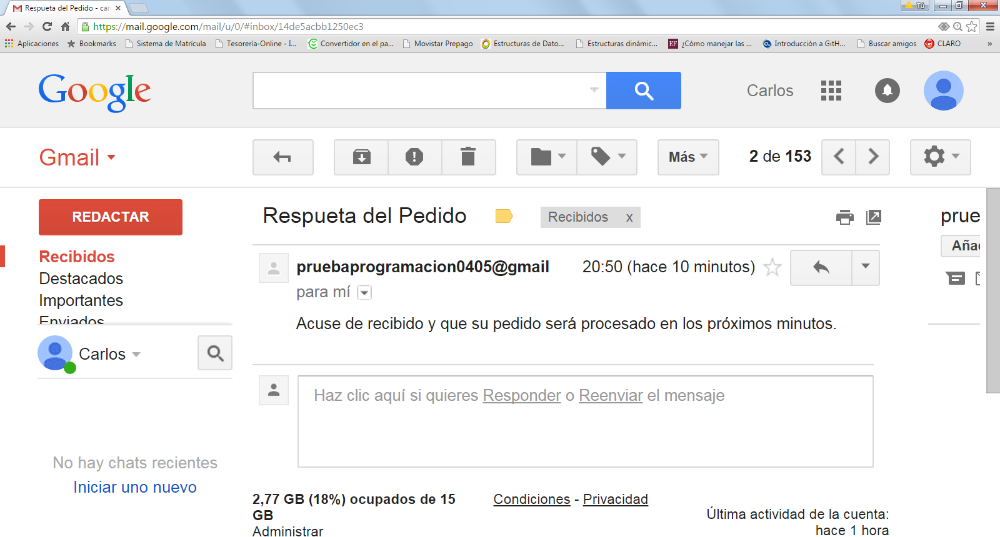 Respueta del Pedido - car
Tú
https://mail.google.com/mail/u/0/#inbox/14de5acbb1250ec3
Aplicaciones Bookmarks Sistema de Matrícula Tesorería-Online - I... Convertidor en el pa... Movistar Prepago Estructuras de Dato... Estructuras dinámic... EF ¿Cómo manejar las ... CL Introducción a GitH... Buscar amigos CLARO »
Google Carlos
Gmail Más 2 de 153
REDACTAR
Respueta del Pedido Recibidos x
prue
Añad
Recibidos
Destacados
Importantes
Enviados
pruebaprogramacion0405@gmail 20:50 (hace 10 minutos)
para mí
Acuse de recibido y que su pedido será procesado en los próximos minutos.
Carlos
Haz clic aquí si quieres Responder o Reenviar el mensaje
No hay chats recientes
Iniciar uno nuevo
2,77 GB (18%) ocupados de 15
GB
Administrar
Condiciones - Privacidad
Última actividad de la cuenta:
hace 1 hora